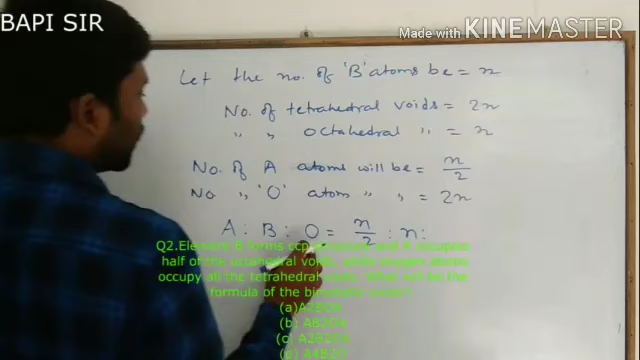 BAPI SIR
Made with KINEMASTER
Let the no. of 'B' atoms be = n
No. of tetrahedral voids = 2n
" " Octahedral " = n
No. of A atoms will be = n/2
No. " 'O' atom " " = 2n
A : B : O = n/2 : n :
Q2.Element B forms ccp structure and A occupies
half of the octahedral voids, while oxygen atoms
occupy all the tetrahedral voids. What will be the
formula of the bimetallic oxide?
(b) AB2O4